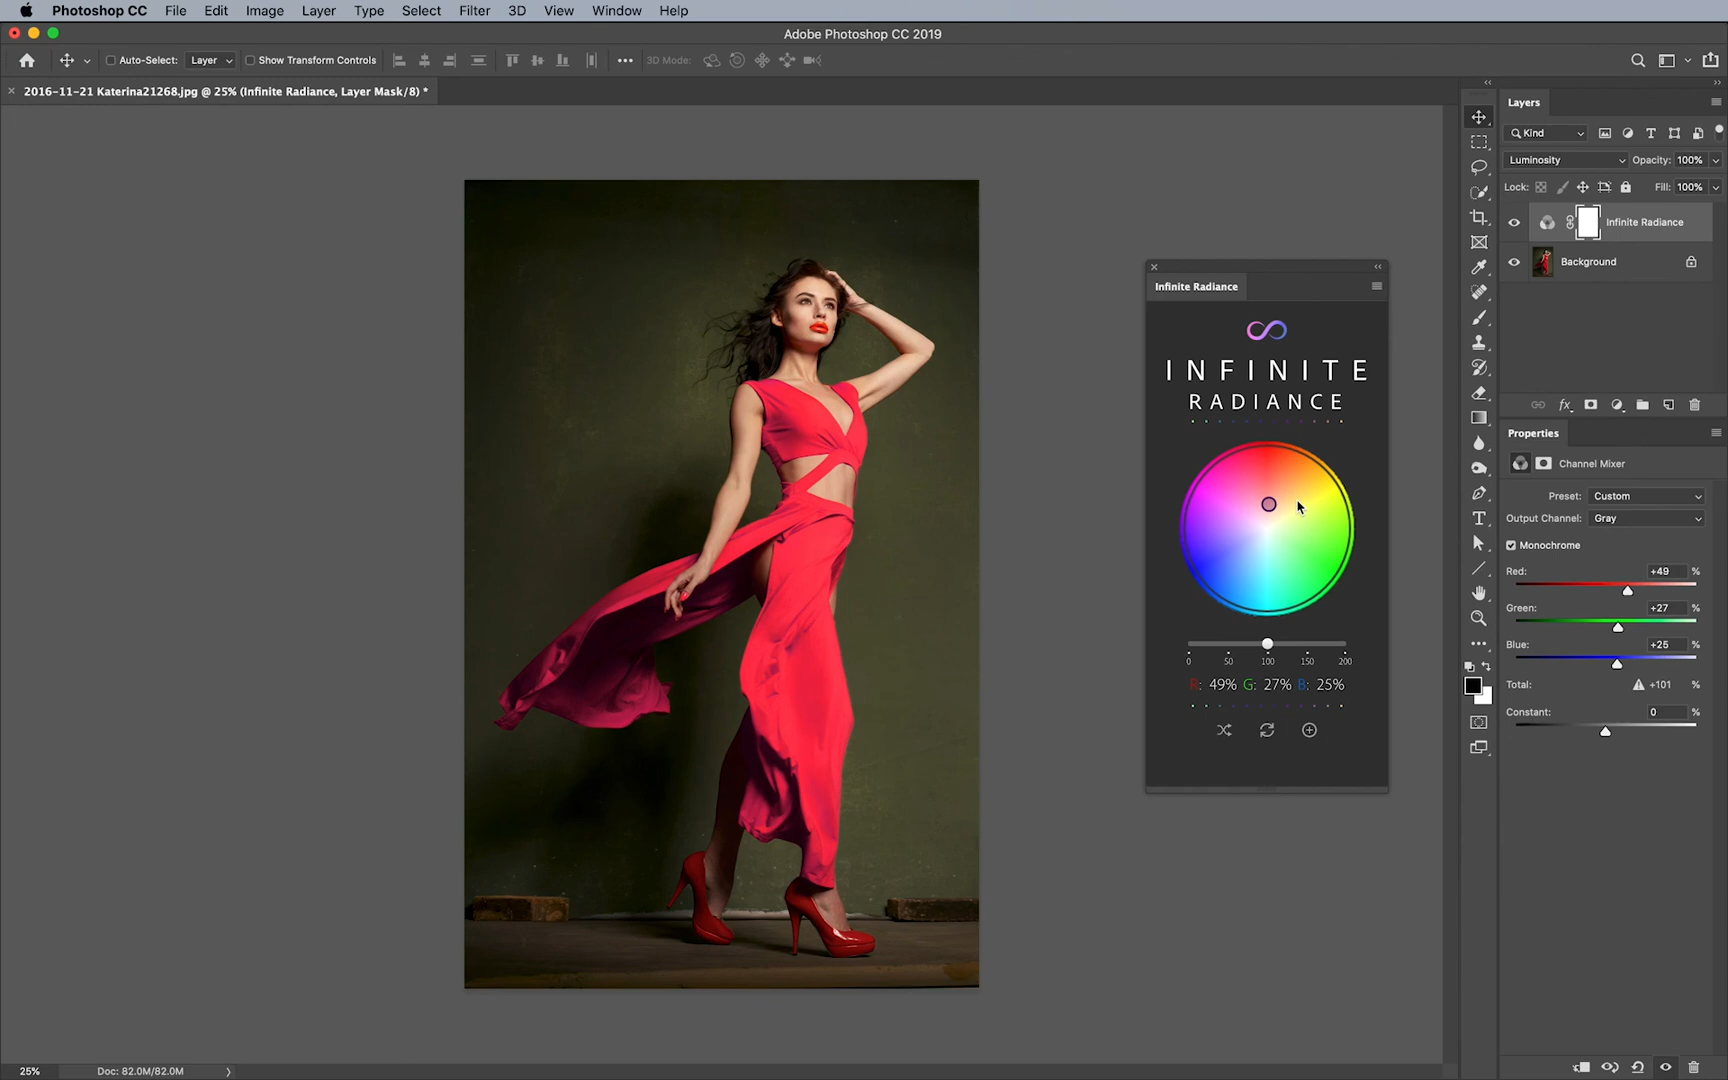 Photoshop CC File Edit Image Layer Type Select Filter 3D View Window Help
Adobe Photoshop CC 2019
Auto-Select: Layer Show Transform Controls 3D Mode:
2016-11-21 Katerina21268.jpg @ 25% (Infinite Radiance, Layer Mask/8) *
Layers
Kind
Luminosity Opacity: 100%
Lock: Fill: 100%
Infinite Radiance
Background
Infinite Radiance
INFINITE
RADIANCE
0 50 100 150 200
R: 49% G: 27% B: 25%
Properties
Channel Mixer
Preset: Custom
Output Channel: Gray
Monochrome
Red: +49 %
Green: +27 %
Blue: +25 %
Total: +101 %
Constant: 0 %
25% Doc: 82.0M/82.0M